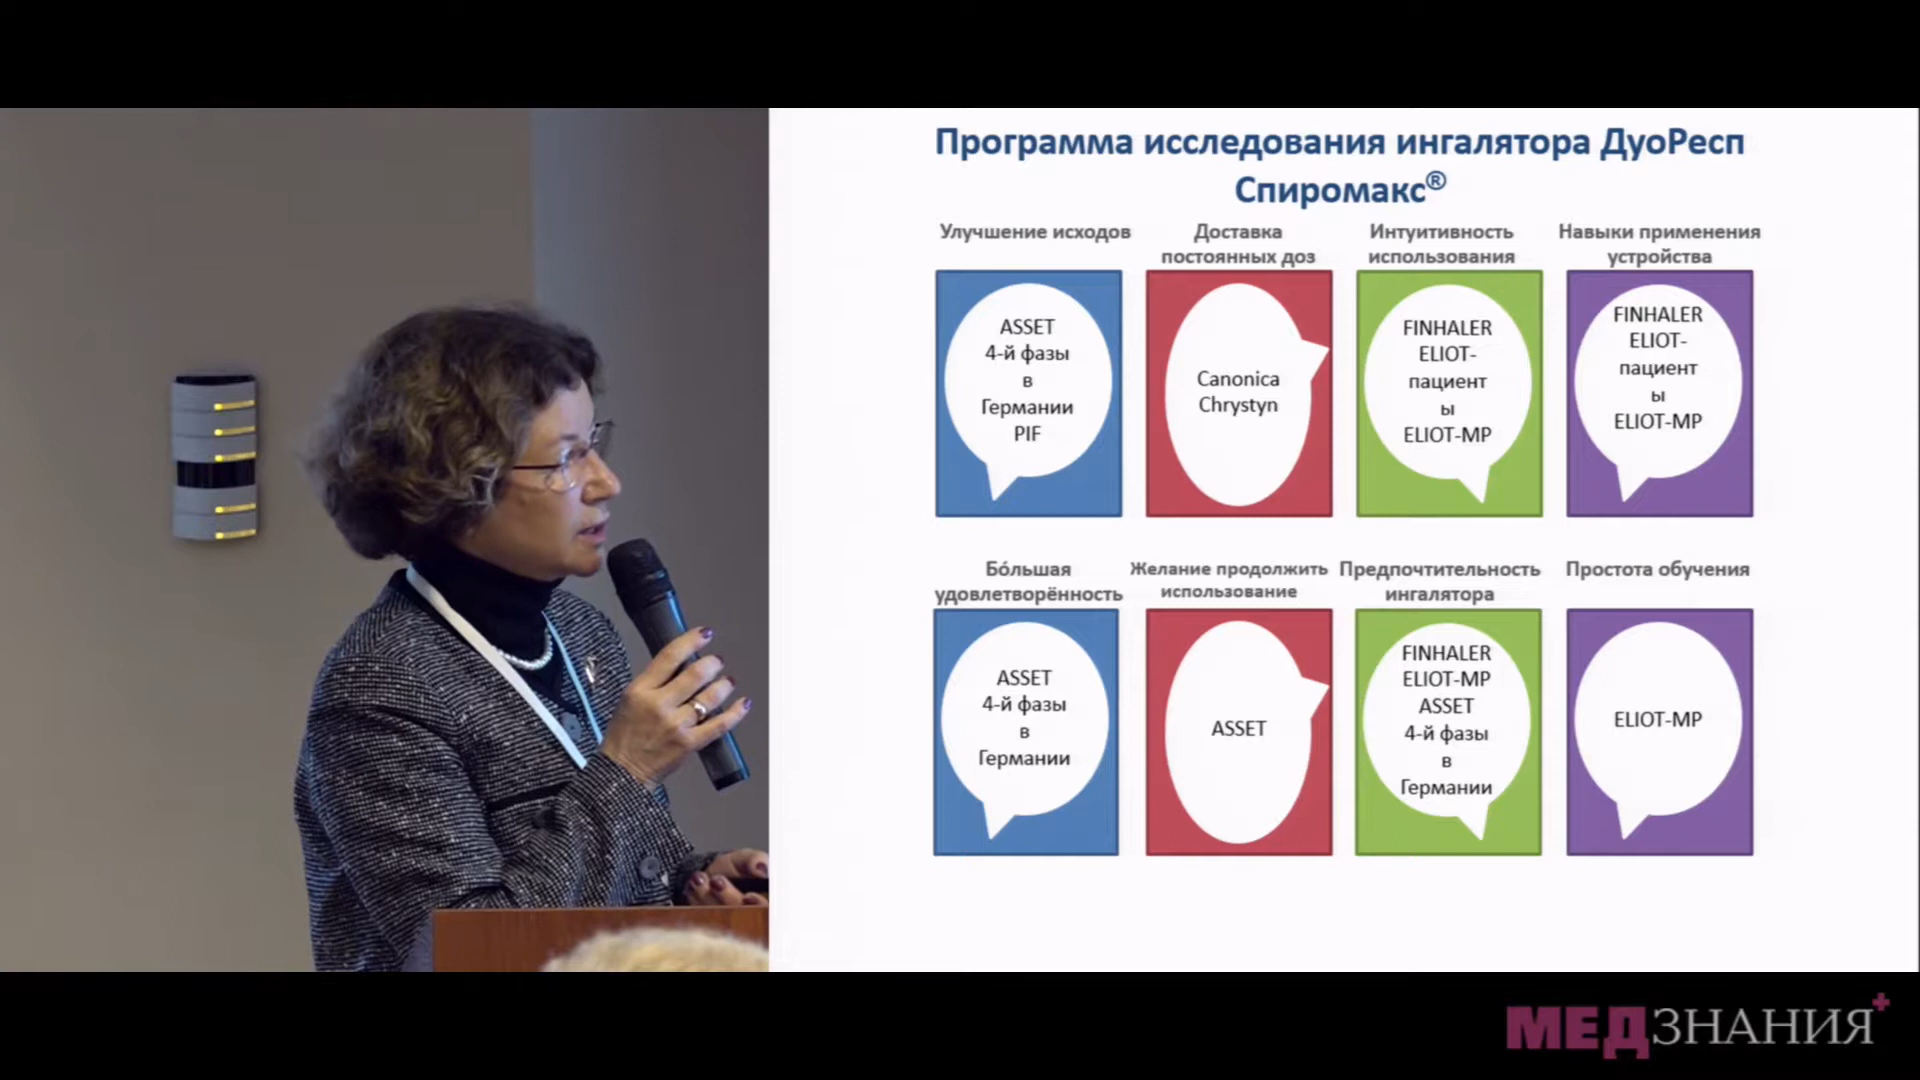 Программа исследования ингалятора ДуоРесп
Спиромакс®
Улучшение исходов
ASSET
4-й фазы
в
Германии
PIF
Доставка
постоянных доз
Canonica
Chrystyn
Интуитивность
использования
FINHALER
ELIOT-
пациент
ы
ELIOT-MP
Навыки применения
устройства
FINHALER
ELIOT-
пациент
ы
ELIOT-MP
Бо́льшая
удовлетворённость
ASSET
4-й фазы
в
Германии
Желание продолжить
использование
ASSET
Предпочтительность
ингалятора
FINHALER
ELIOT-MP
ASSET
4-й фазы
в
Германии
Простота обучения
ELIOT-MP
МЕДЗНАНИЯ+